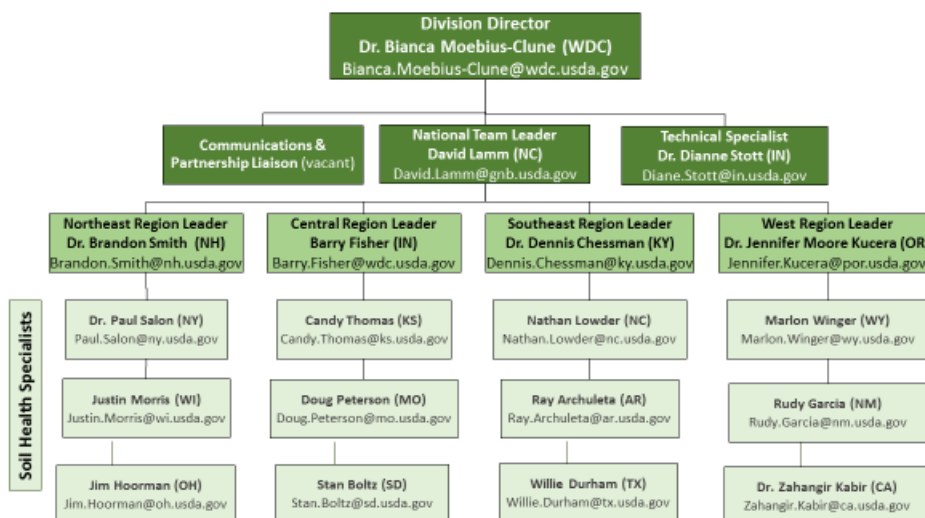 Division Director
Dr. Bianca Moebius-Clune (WDC)
Bianca.Moebius-Clune@wdc.usda.gov
Communications &
Partnership Liaison (vacant)
National Team Leader
David Lamm (NC)
David.Lamm@gnb.usda.gov
Technical Specialist
Dr. Dianne Stott (IN)
Diane.Stott@in.usda.gov
Northeast Region Leader
Dr. Brandon Smith (NH)
Brandon.Smith@nh.usda.gov
Central Region Leader
Barry Fisher (IN)
Barry.Fisher@wdc.usda.gov
Southeast Region Leader
Dr. Dennis Chessman (KY)
Dennis.Chessman@ky.usda.gov
West Region Leader
Dr. Jennifer Moore Kucera (OR)
Jennifer.Kucera@por.usda.gov
Soil Health Specialists
Dr. Paul Salon (NY)
Paul.Salon@ny.usda.gov
Candy Thomas (KS)
Candy.Thomas@ks.usda.gov
Nathan Lowder (NC)
Nathan.Lowder@nc.usda.gov
Marlon Winger (WY)
Marlon.Winger@wy.usda.gov
Justin Morris (WI)
Justin.Morris@wi.usda.gov
Doug Peterson (MO)
Doug.Peterson@mo.usda.gov
Ray Archuleta (AR)
Ray.Archuleta@ar.usda.gov
Rudy Garcia (NM)
Rudy.Garcia@nm.usda.gov
Jim Hoorman (OH)
Jim.Hoorman@oh.usda.gov
Stan Boltz (SD)
Stan.Boltz@sd.usda.gov
Willie Durham (TX)
Willie.Durham@tx.usda.gov
Dr. Zahangir Kabir (CA)
Zahangir.Kabir@ca.usda.gov